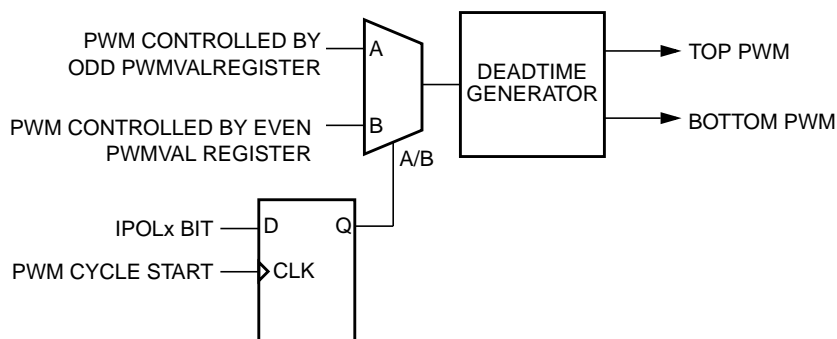 PWM CONTROLLED BY
ODD PWMVALREGISTER
A
DEADTIME
GENERATOR
TOP PWM
PWM CONTROLLED BY EVEN
PWMVAL REGISTER
B
BOTTOM PWM
A/B
IPOLx BIT
D
Q
PWM CYCLE START
CLK